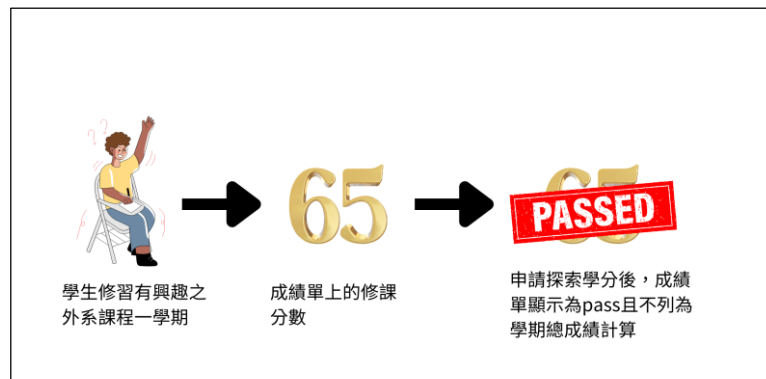 65
PASSED
學生修習有興趣之
外系課程一學期
成績單上的修課
分數
申請探索學分後，成績
單顯示為pass且不列為
學期總成績計算